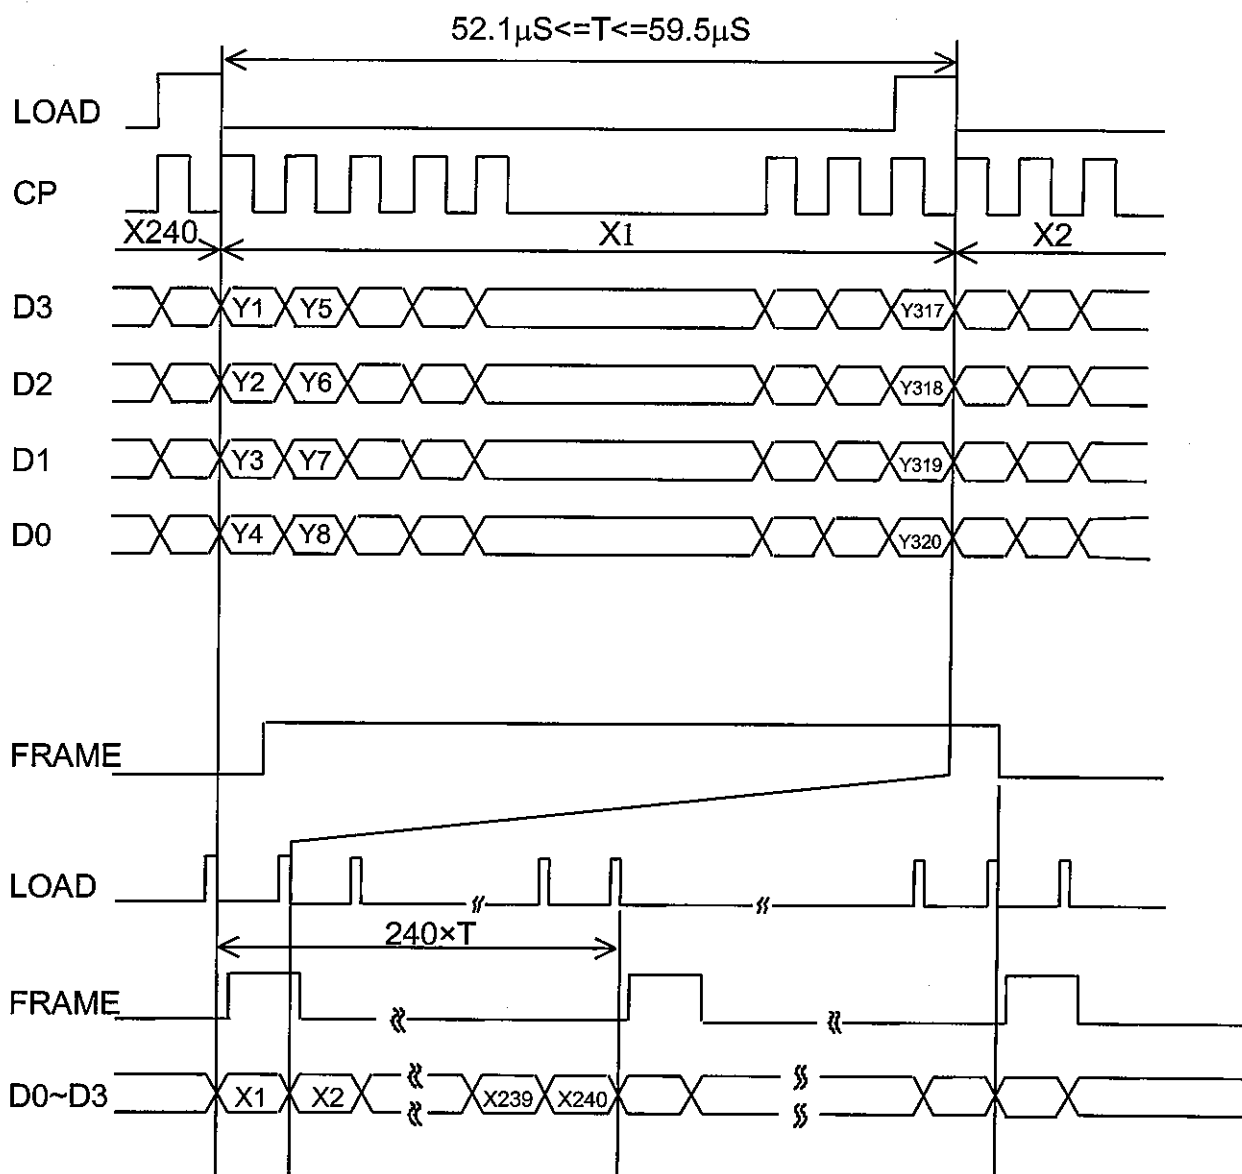 52.1μS<=T<=59.5μS
LOAD
CP
X240 X1 X2
D3 Y1 Y5 Y317
D2 Y2 Y6 Y318
D1 Y3 Y7 Y319
D0 Y4 Y8 Y320
FRAME
LOAD
240×T
FRAME
D0~D3 X1 X2 X239 X240